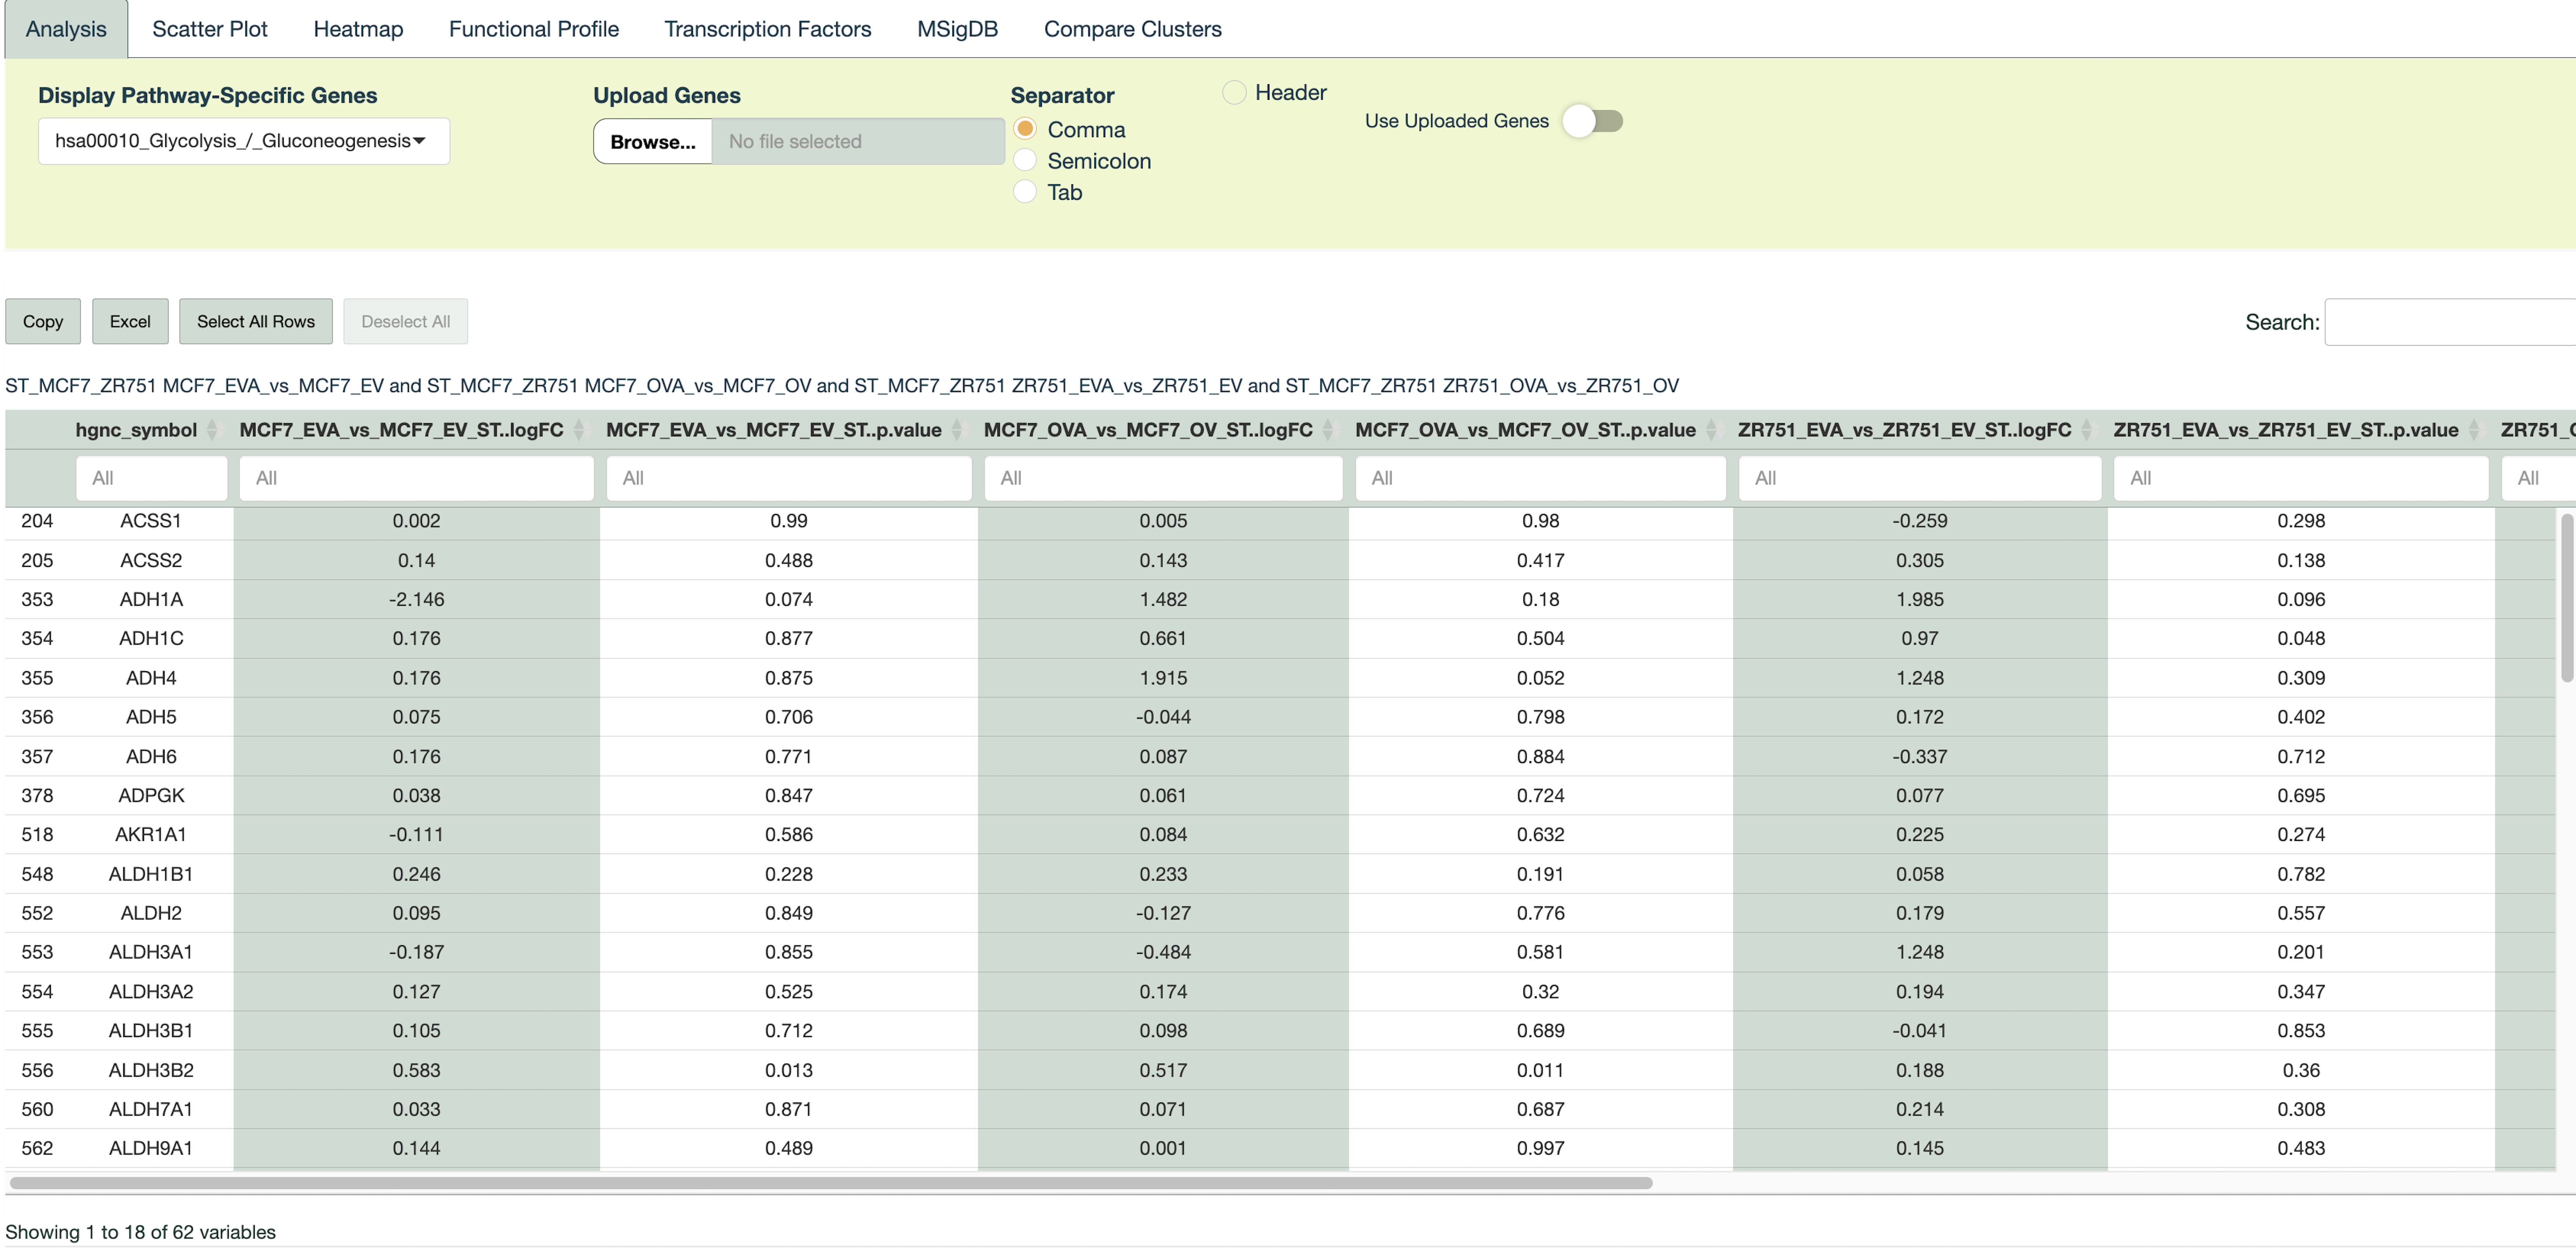 Analysis Scatter Plot Heatmap Functional Profile Transcription Factors MSigDB Compare Clusters
Display Pathway-Specific Genes
hsa00010_Glycolysis_/_Gluconeogenesis
Upload Genes
Browse... No file selected
Separator
Comma
Semicolon
Tab
Header
Use Uploaded Genes
Copy Excel Select All Rows Deselect All Search:
ST_MCF7_ZR751 MCF7_EVA_vs_MCF7_EV and ST_MCF7_ZR751 MCF7_OVA_vs_MCF7_OV and ST_MCF7_ZR751 ZR751_EVA_vs_ZR751_EV and ST_MCF7_ZR751 ZR751_OVA_vs_ZR751_OV
hgnc_symbol MCF7_EVA_vs_MCF7_EV_ST..logFC MCF7_EVA_vs_MCF7_EV_ST..p.value MCF7_OVA_vs_MCF7_OV_ST..logFC MCF7_OVA_vs_MCF7_OV_ST..p.value ZR751_EVA_vs_ZR751_EV_ST..logFC ZR751_EVA_vs_ZR751_EV_ST..p.value
All All All All All All All All
204 ACSS1 0.002 0.99 0.005 0.98 -0.259 0.298
205 ACSS2 0.14 0.488 0.143 0.417 0.305 0.138
353 ADH1A -2.146 0.074 1.482 0.18 1.985 0.096
354 ADH1C 0.176 0.877 0.661 0.504 0.97 0.048
355 ADH4 0.176 0.875 1.915 0.052 1.248 0.309
356 ADH5 0.075 0.706 -0.044 0.798 0.172 0.402
357 ADH6 0.176 0.771 0.087 0.884 -0.337 0.712
378 ADPGK 0.038 0.847 0.061 0.724 0.077 0.695
518 AKR1A1 -0.111 0.586 0.084 0.632 0.225 0.274
548 ALDH1B1 0.246 0.228 0.233 0.191 0.058 0.782
552 ALDH2 0.095 0.849 -0.127 0.776 0.179 0.557
553 ALDH3A1 -0.187 0.855 -0.484 0.581 1.248 0.201
554 ALDH3A2 0.127 0.525 0.174 0.32 0.194 0.347
555 ALDH3B1 0.105 0.712 0.098 0.689 -0.041 0.853
556 ALDH3B2 0.583 0.013 0.517 0.011 0.188 0.36
560 ALDH7A1 0.033 0.871 0.071 0.687 0.214 0.308
562 ALDH9A1 0.144 0.489 0.001 0.997 0.145 0.483
Showing 1 to 18 of 62 variables